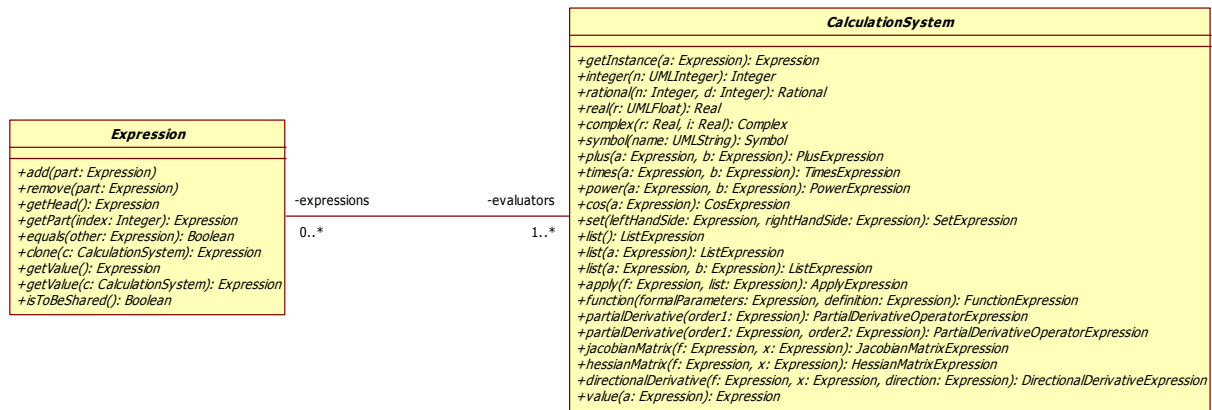 CalculationSystem
+getInstance(a: Expression): Expression
+integer(n: UMLInteger): Integer
+rational(n: Integer, d: Integer): Rational
+real(r: UMLFloat): Real
+complex(r: Real, i: Real): Complex
+symbol(name: UMLString): Symbol
+plus(a: Expression, b: Expression): PlusExpression
+times(a: Expression, b: Expression): TimesExpression
+power(a: Expression, b: Expression): PowerExpression
+cos(a: Expression): CosExpression
+set(leftHandSide: Expression, rightHandSide: Expression): SetExpression
+list(): ListExpression
+list(a: Expression): ListExpression
+list(a: Expression, b: Expression): ListExpression
+apply(f: Expression, list: Expression): ApplyExpression
+function(formalParameters: Expression, definition: Expression): FunctionExpression
+partialDerivative(order1: Expression): PartialDerivativeOperatorExpression
+partialDerivative(order1: Expression, order2: Expression): PartialDerivativeOperatorExpression
+jacobianMatrix(f: Expression, x: Expression): JacobianMatrixExpression
+hessianMatrix(f: Expression, x: Expression): HessianMatrixExpression
+directionalDerivative(f: Expression, x: Expression, direction: Expression): DirectionalDerivativeExpression
+value(a: Expression): Expression
Expression
+add(part: Expression)
+remove(part: Expression)
+getHead(): Expression
+getPart(index: Integer): Expression
+equals(other: Expression): Boolean
+clone(c: CalculationSystem): Expression
+getValue(): Expression
+getValue(c: CalculationSystem): Expression
+isToBeShared(): Boolean
-expressions
-evaluators
0..*
1..*